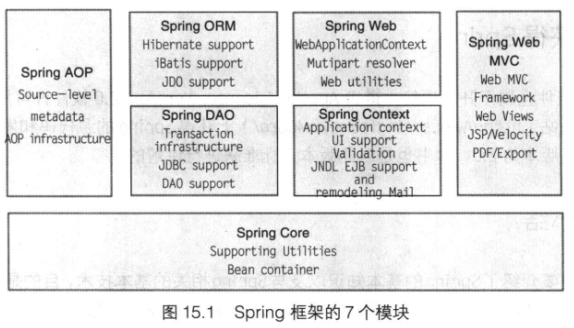 Spring AOP
Source-level
metadata
AOP infrastructure
Spring ORM
Hibernate support
iBatis support
JDO support
Spring DAO
Transaction
infrastructure
JDBC support
DAO support
Spring Web
WebApplicationContext
Mutipart resolver
Web utilities
Spring Context
Application context
UI support
Validation
JNDL EJB support
and
remodeling Mail
Spring Web
MVC
Web MVC
Framework
Web Views
JSP/Velocity
PDF/Export
Spring Core
Supporting Utilities
Bean container
图 15.1 Spring 框架的 7 个模块